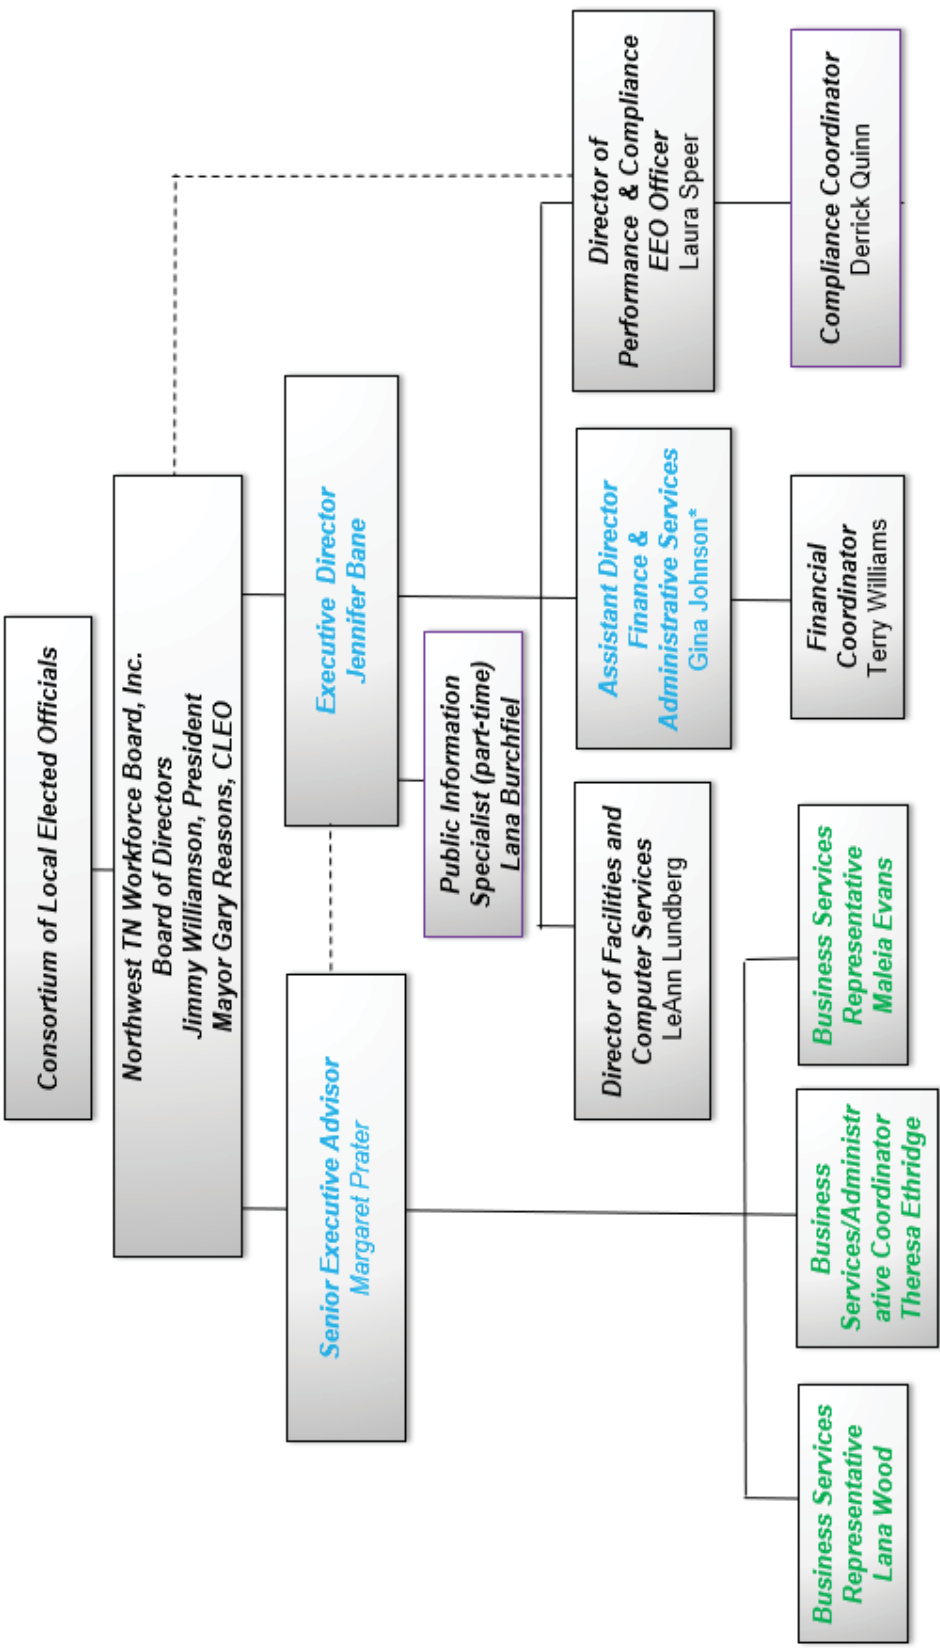 Consortium of Local Elected Officials
Northwest TN Workforce Board, Inc.
Board of Directors
Jimmy Williamson, President
Mayor Gary Reasons, CLEO
Senior Executive Advisor
Margaret Prater
Executive Director
Jennifer Bane
Public Information
Specialist (part-time)
Lana Burchfiel
Director of Facilities and
Computer Services
LeAnn Lundberg
Assistant Director
Finance &
Administrative Services
Gina Johnson*
Director of
Performance & Compliance
EEO Officer
Laura Speer
Business Services
Representative
Lana Wood
Business
Services/Administr
ative Coordinator
Theresa Ethridge
Business Services
Representative
Maleia Evans
Financial
Coordinator
Terry Williams
Compliance Coordinator
Derrick Quinn